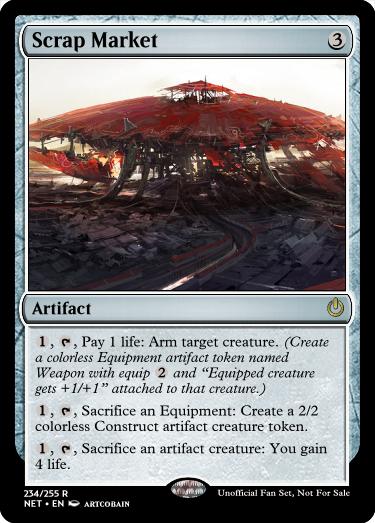 Scrap Market 3
Artifact
1, T, Pay 1 life: Arm target creature. (Create
a colorless Equipment artifact token named
Weapon with equip 2 and “Equipped creature
gets +1/+1” attached to that creature.)
1, T, Sacrifice an Equipment: Create a 2/2
colorless Construct artifact creature token.
1, T, Sacrifice an artifact creature: You gain
4 life.
234/255 R
NET • EN ARTCOBAIN
Unofficial Fan Set, Not For Sale